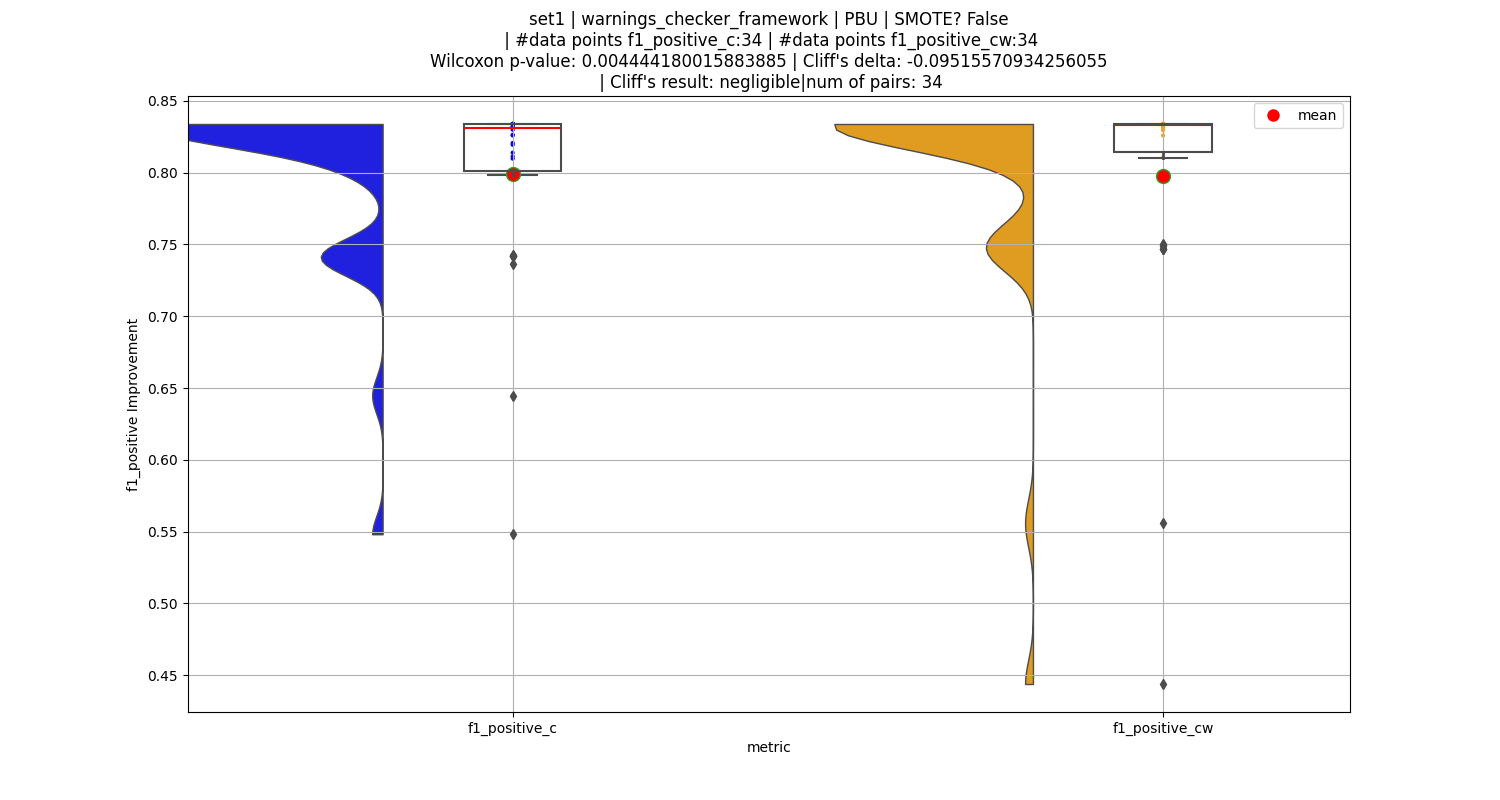 set1 | warnings_checker_framework | PBU | SMOTE? False
| #data points f1_positive_c:34 | #data points f1_positive_cw:34
Wilcoxon p-value: 0.004444180015883885 | Cliff's delta: -0.09515570934256055
| Cliff's result: negligible|num of pairs: 34
mean
0.85
0.80
0.75
0.70
0.65
0.60
0.55
0.50
0.45
f1_positive Improvement
f1_positive_c
f1_positive_cw
metric